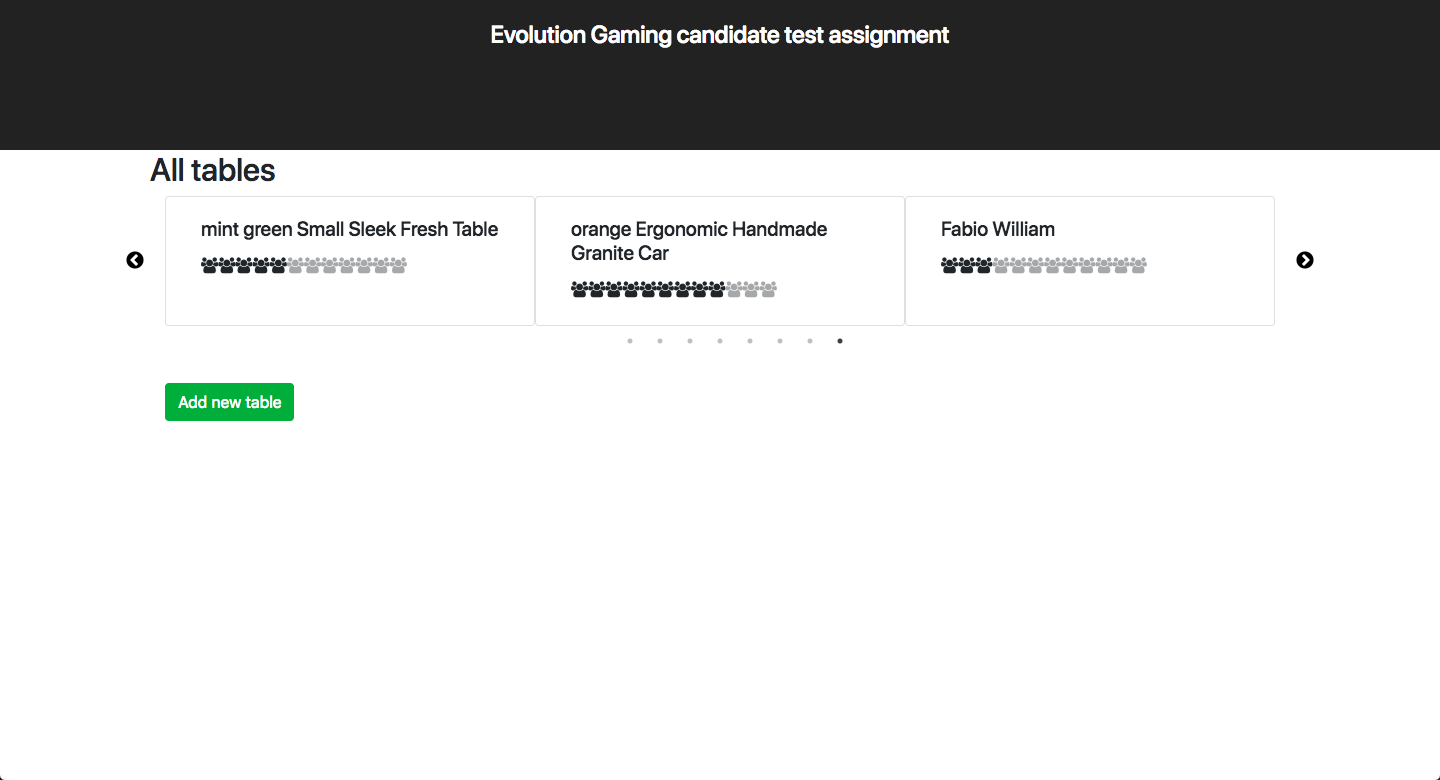 Evolution Gaming candidate test assignment
All tables
mint green Small Sleek Fresh Table
orange Ergonomic Handmade
Granite Car
Fabio William
Add new table